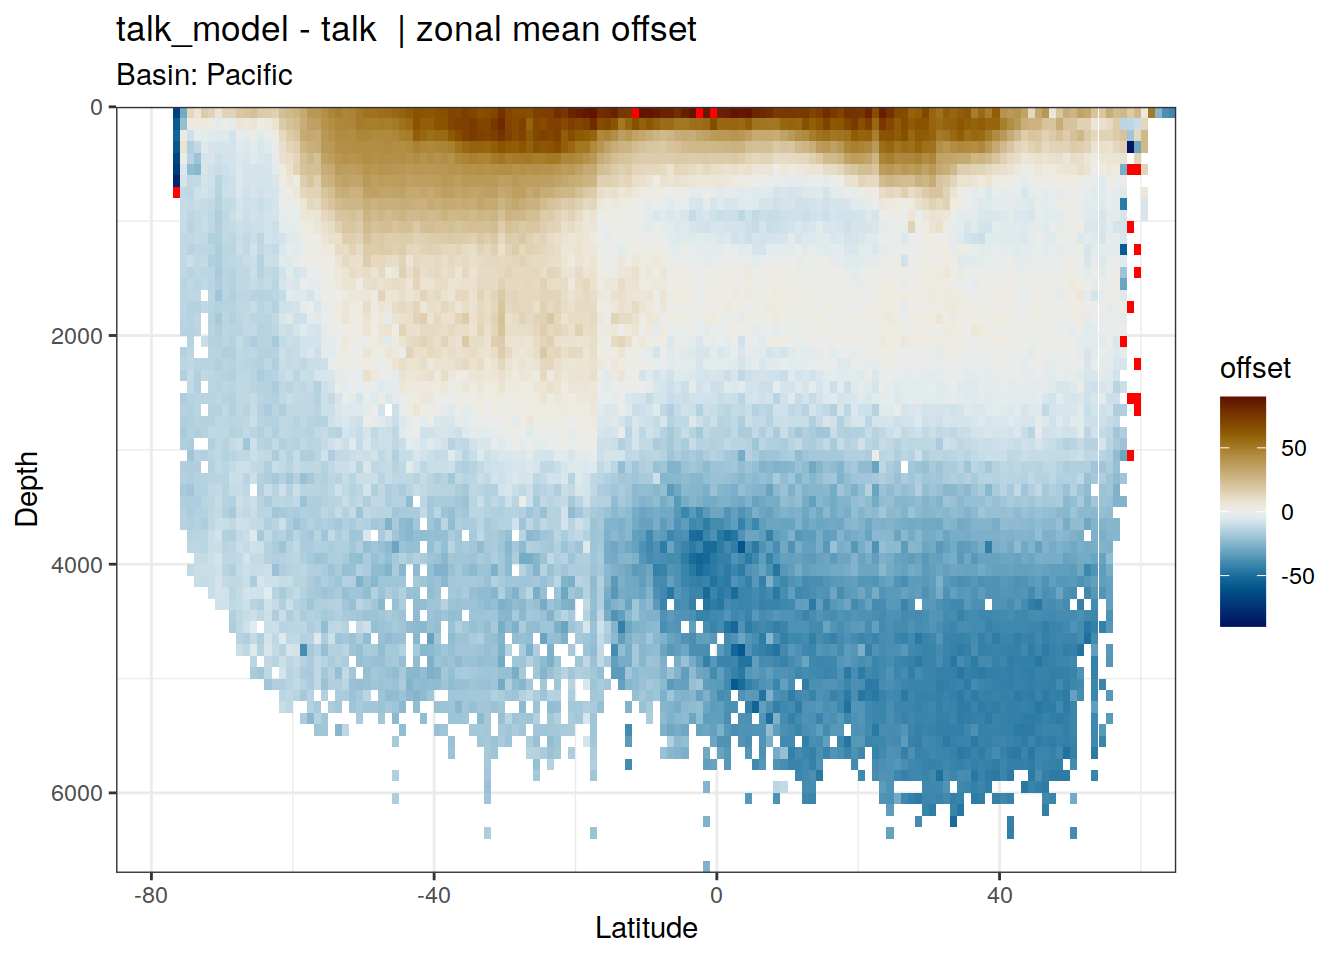 talk_model - talk  | zonal mean offset
Basin: Pacific
0
2000
4000
6000
Depth
-80
-40
0
40
Latitude
offset
50
0
-50